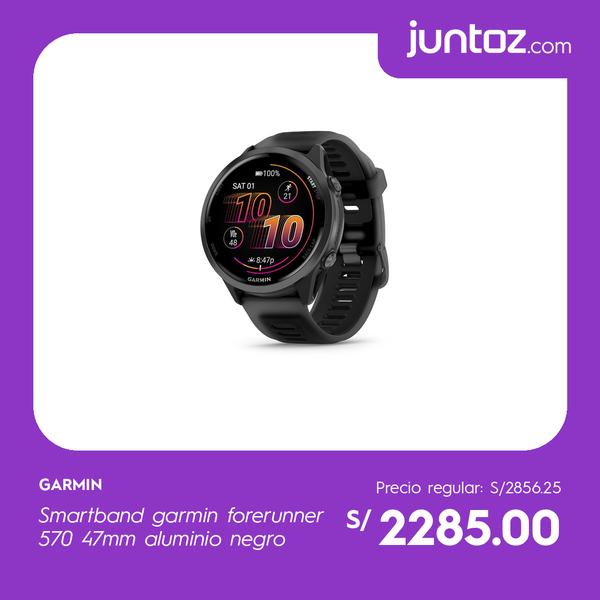 juntoz.com
100%
SAT 01
START
21
10
10
48
8:47p
GARMIN
GARMIN
Precio regular: S/2856.25
Smartband garmin forerunner
570 47mm aluminio negro
S/ 2285.00